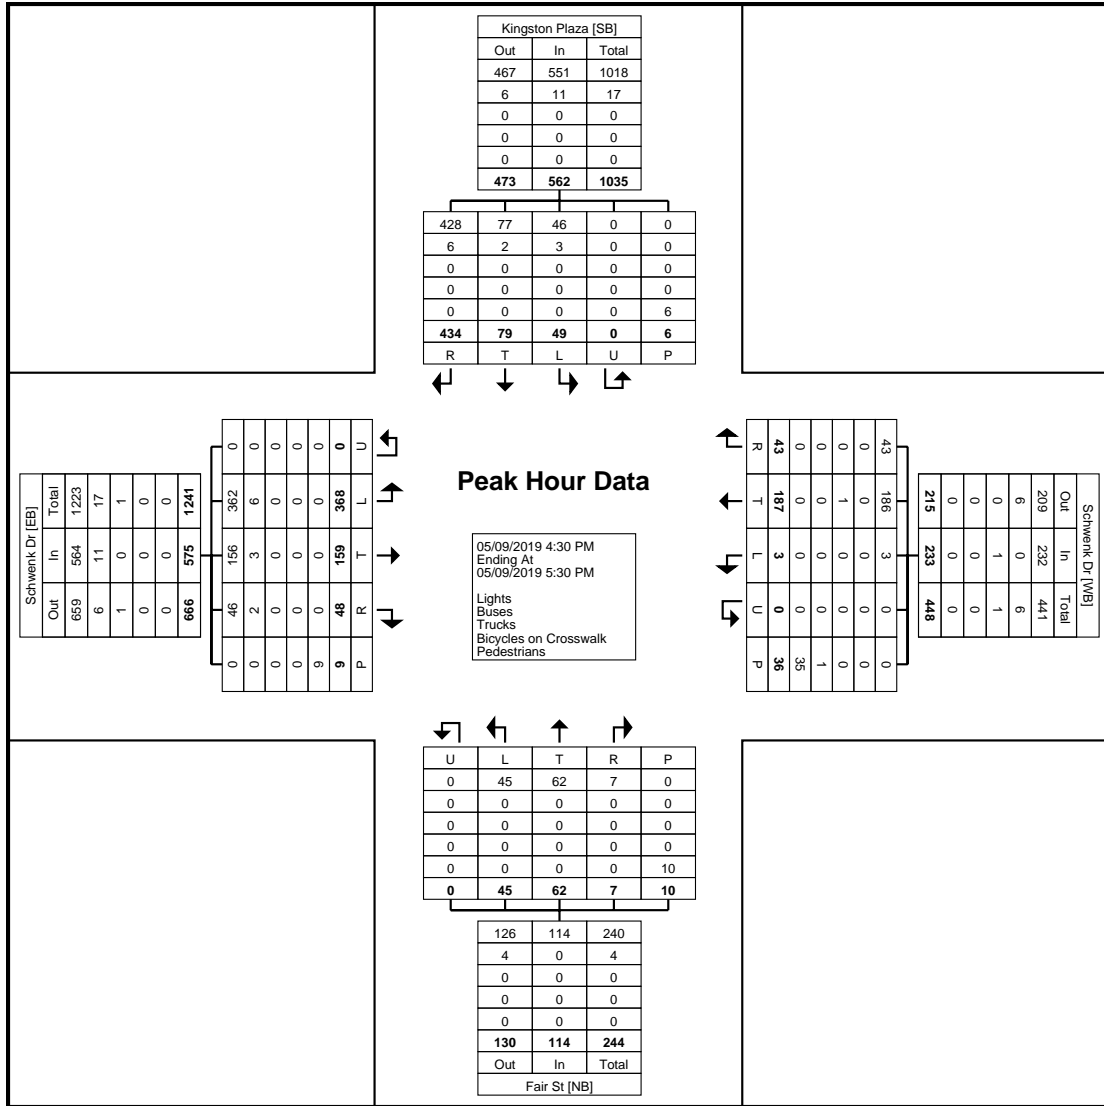 Kingston Plaza [SB]
Out In Total
467 551 1018
6 11 17
0 0 0
0 0 0
0 0 0
473 562 1035
428 77 46 0 0
6 2 3 0 0
0 0 0 0 0
0 0 0 0 0
0 0 0 0 6
434 79 49 0 6
R T L U P
Schwenk Dr [EB]
Total In Out
1223 564 659
17 11 6
1 0 1
0 0 0
0 0 0
1241 575 666
0 362 156 46 0
0 6 3 2 0
0 0 0 0 0
0 0 0 0 0
0 0 0 0 9
0 368 159 48 9
U L T R P
Peak Hour Data
05/09/2019 4:30 PM
Ending At
05/09/2019 5:30 PM
Lights
Buses
Trucks
Bicycles on Crosswalk
Pedestrians
Schwenk Dr [WB]
Out In Total
209 232 441
6 0 6
0 1 1
0 0 0
0 0 0
215 233 448
43 186 3 0 0
0 0 0 0 0
0 1 0 0 0
0 0 0 0 1
0 0 0 0 35
43 187 3 0 36
R T L U P
U L T R P
0 45 62 7 0
0 0 0 0 0
0 0 0 0 0
0 0 0 0 0
0 0 0 0 10
0 45 62 7 10
126 114 240
4 0 4
0 0 0
0 0 0
0 0 0
130 114 244
Out In Total
Fair St [NB]